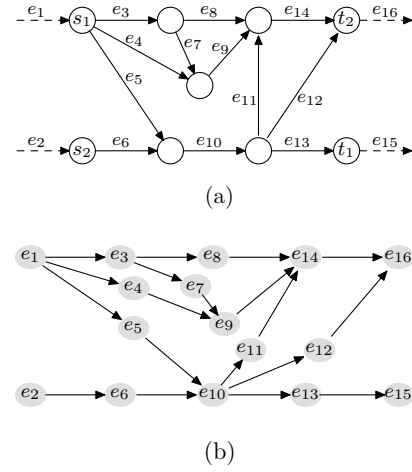 e1 s1 e3 e8 e14 t2 e16
e4 e7 e9
e5 e11 e12
e2 s2 e6 e10 e13 t1 e15
(a)
e1 e3 e8 e14 e16
e4 e7
e9
e5
e11 e12
e2 e6 e10 e13 e15
(b)